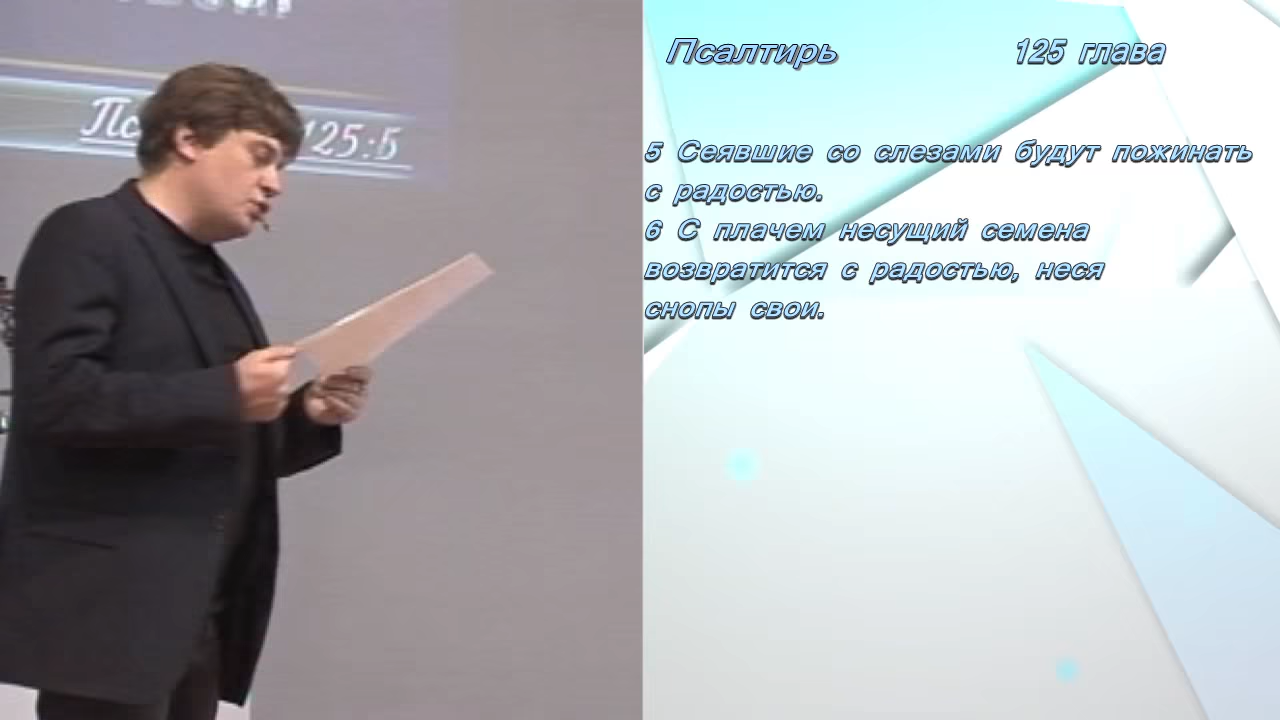 125:5
Псалтирь 125 глава
5 Сеявшие со слезами будут пожинать
с радостью.
6 С плачем несущий семена
возвратится с радостью, неся
снопы свои.